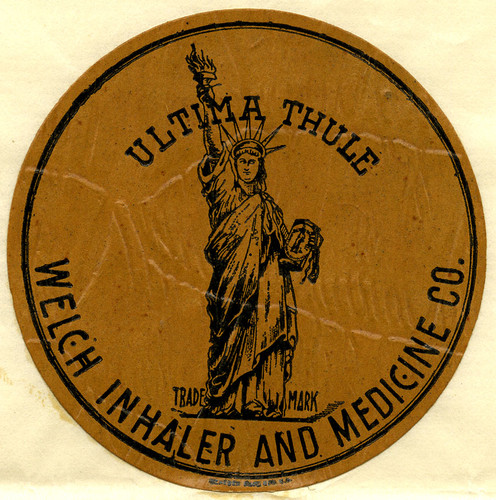 ULTIMA THULE
TRADE MARK
WELCH INHALER AND MEDICINE CO.